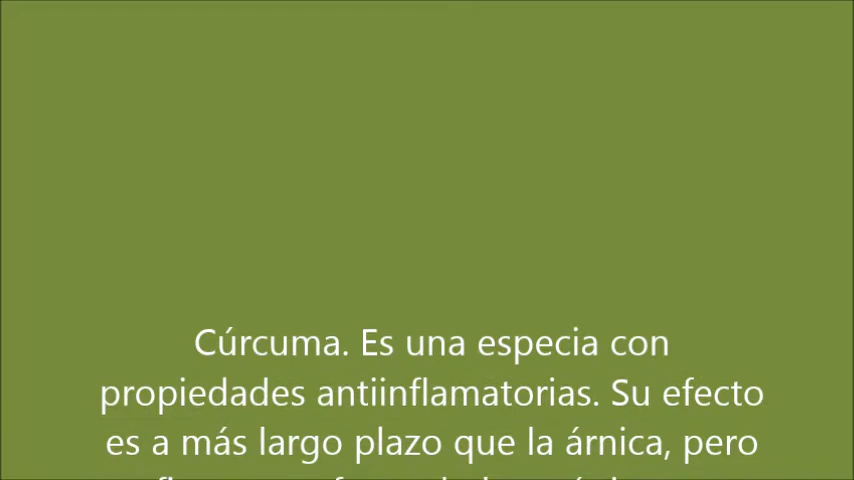 Cúrcuma. Es una especia con
propiedades antiinflamatorias. Su efecto
es a más largo plazo que la árnica, pero